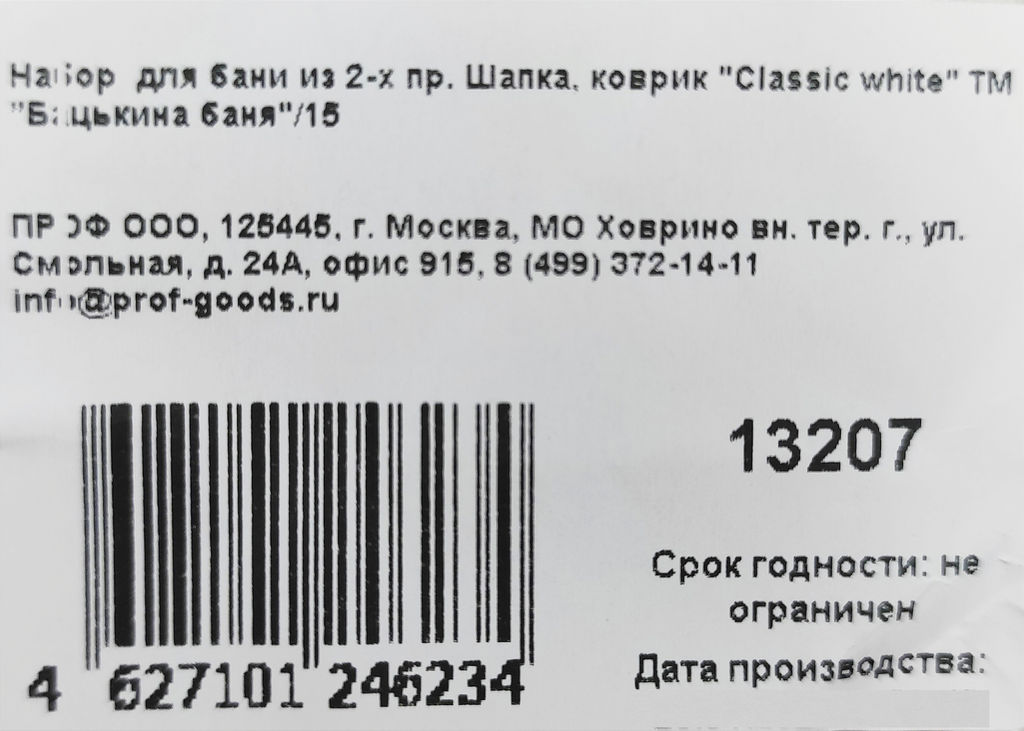 Набор для бани из 2-х пр. Шапка, коврик "Classic white" ТМ
"Бацькина баня"/15
ПРОФ ООО, 125445, г. Москва, МО Ховрино вн. тер. г., ул.
Смольная, д. 24А, офис 915, 8 (499) 372-14-11
info@prof-goods.ru
13207
Срок годности: не
ограничен
Дата производства:
4 627101 246234